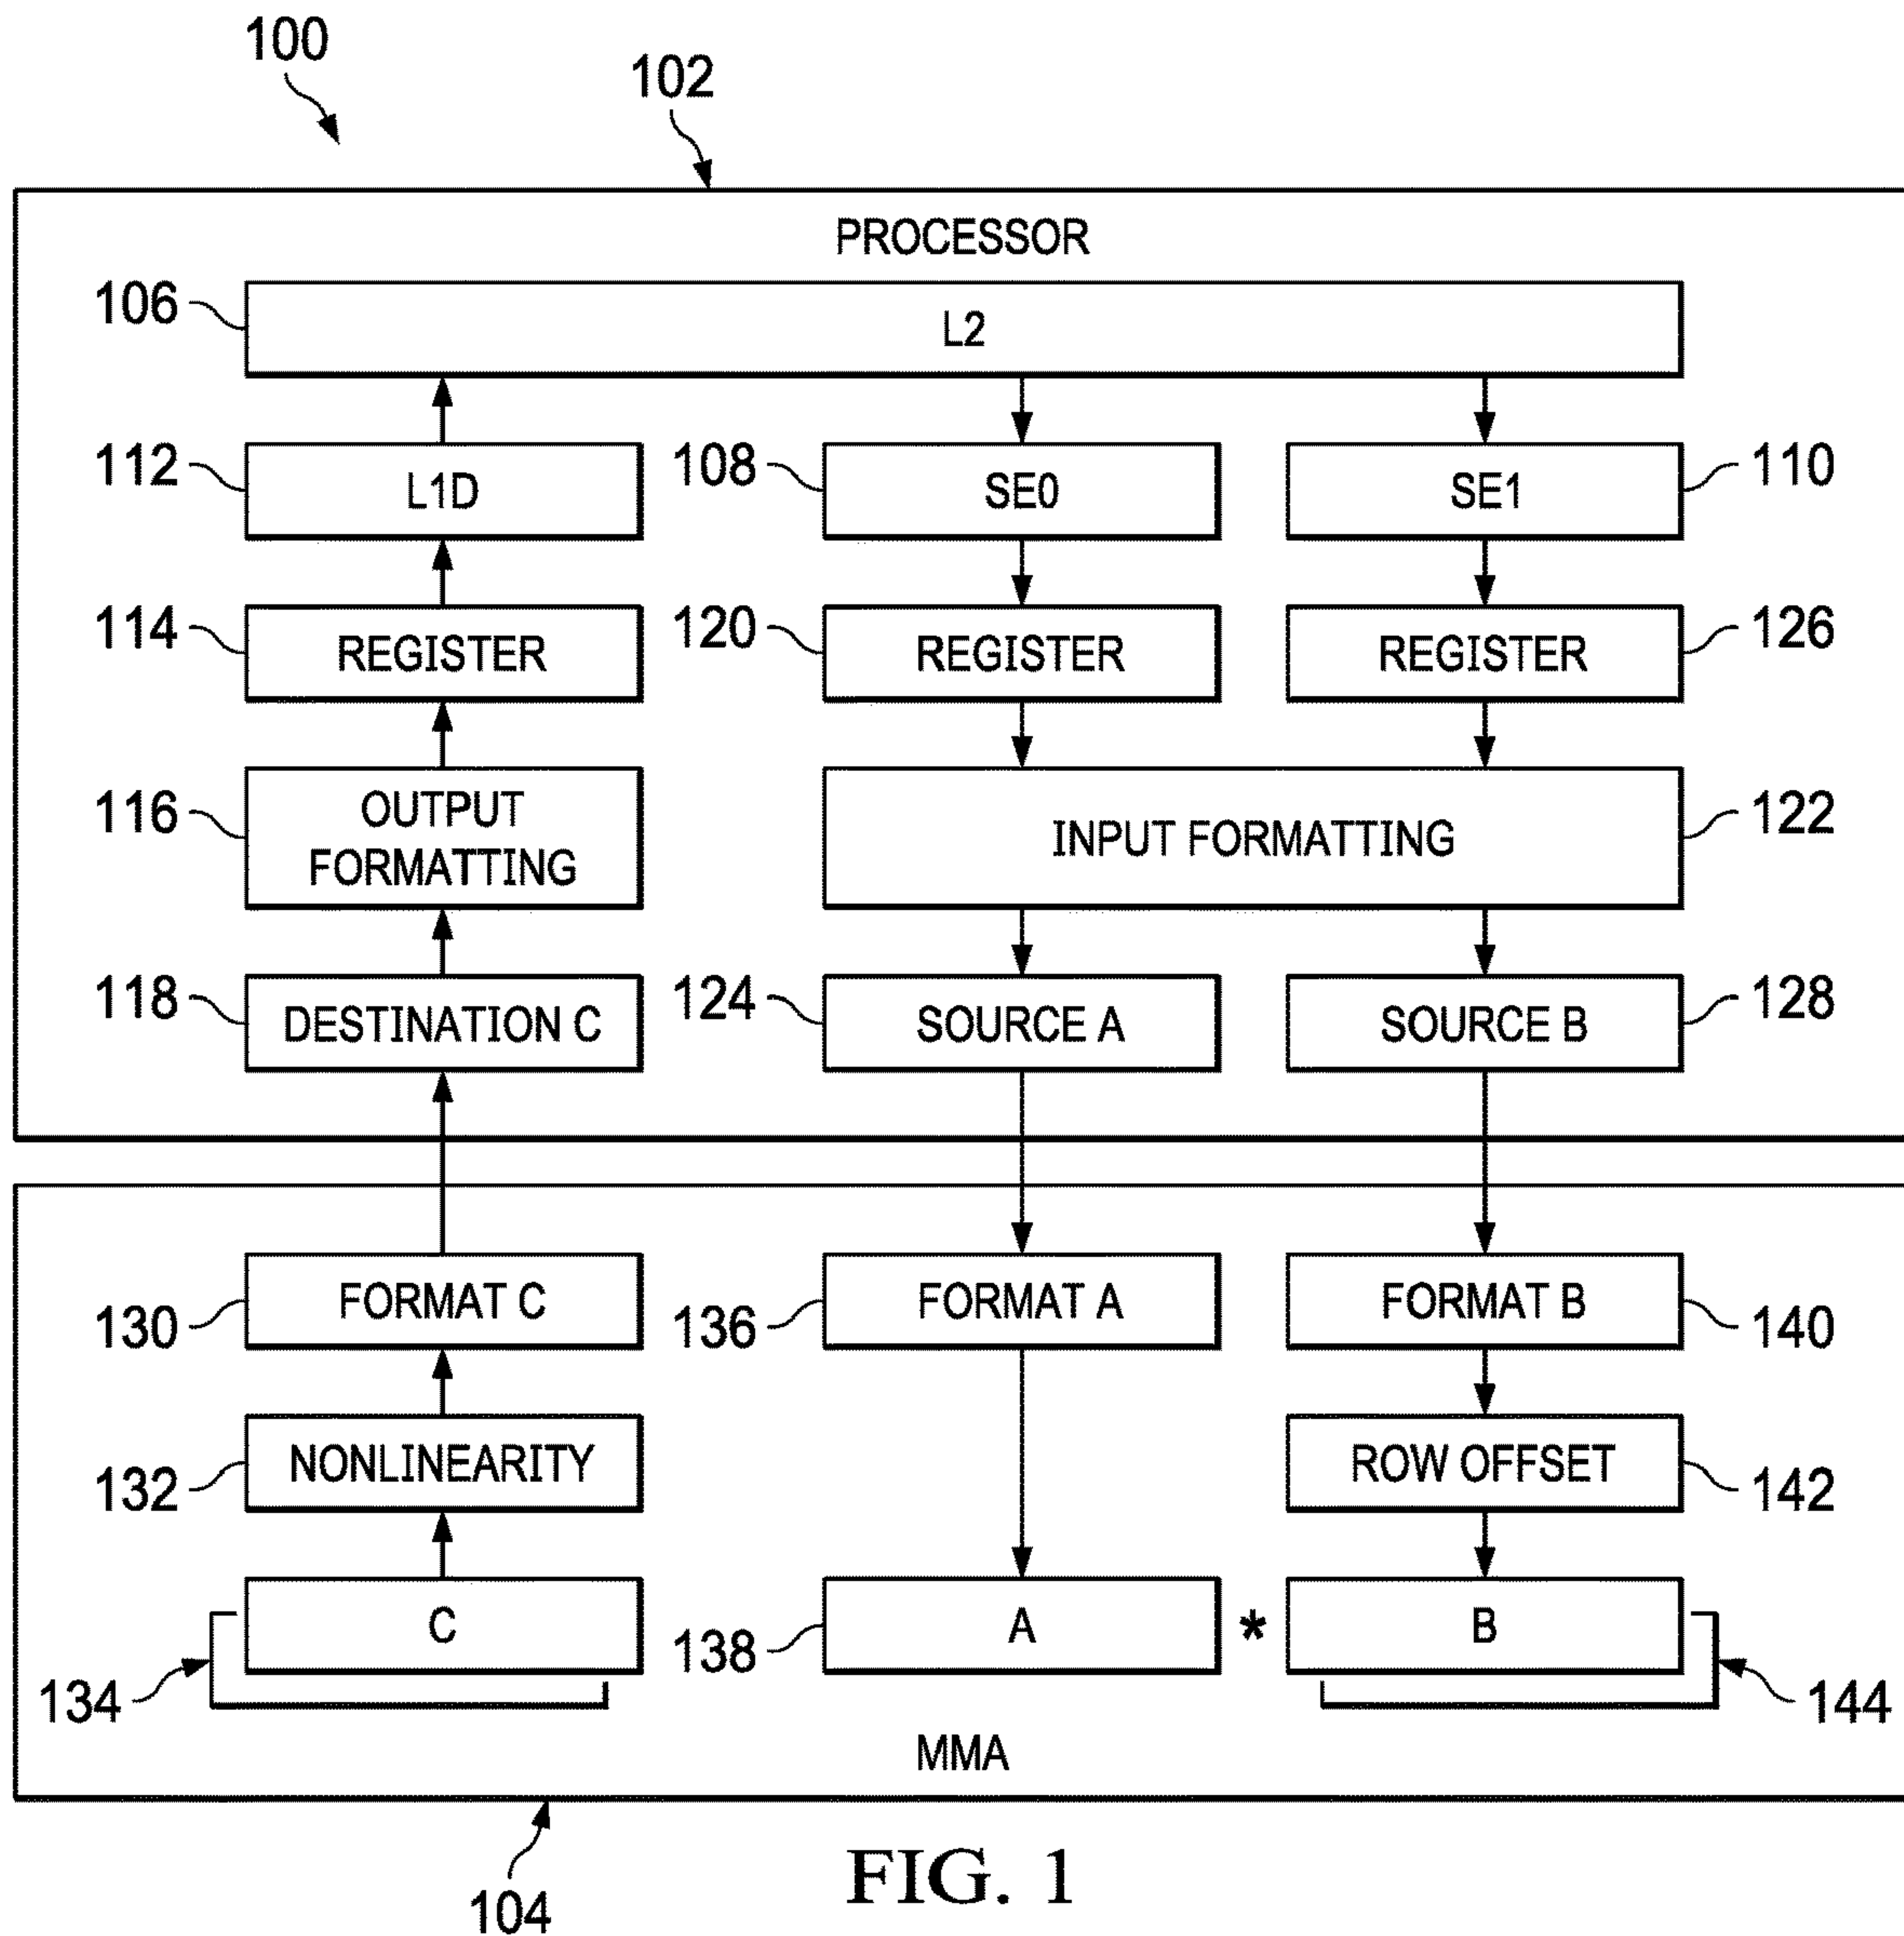 100
102
PROCESSOR
106
L2
112
L1D
108
SE0
SE1
110
114
REGISTER
120
REGISTER
REGISTER
126
116
OUTPUT
FORMATTING
INPUT FORMATTING
122
118
DESTINATION C
124
SOURCE A
SOURCE B
128
130
FORMAT C
136
FORMAT A
FORMAT B
140
132
NONLINEARITY
ROW OFFSET
142
134
C
138
A
*
B
144
MMA
104
FIG. 1